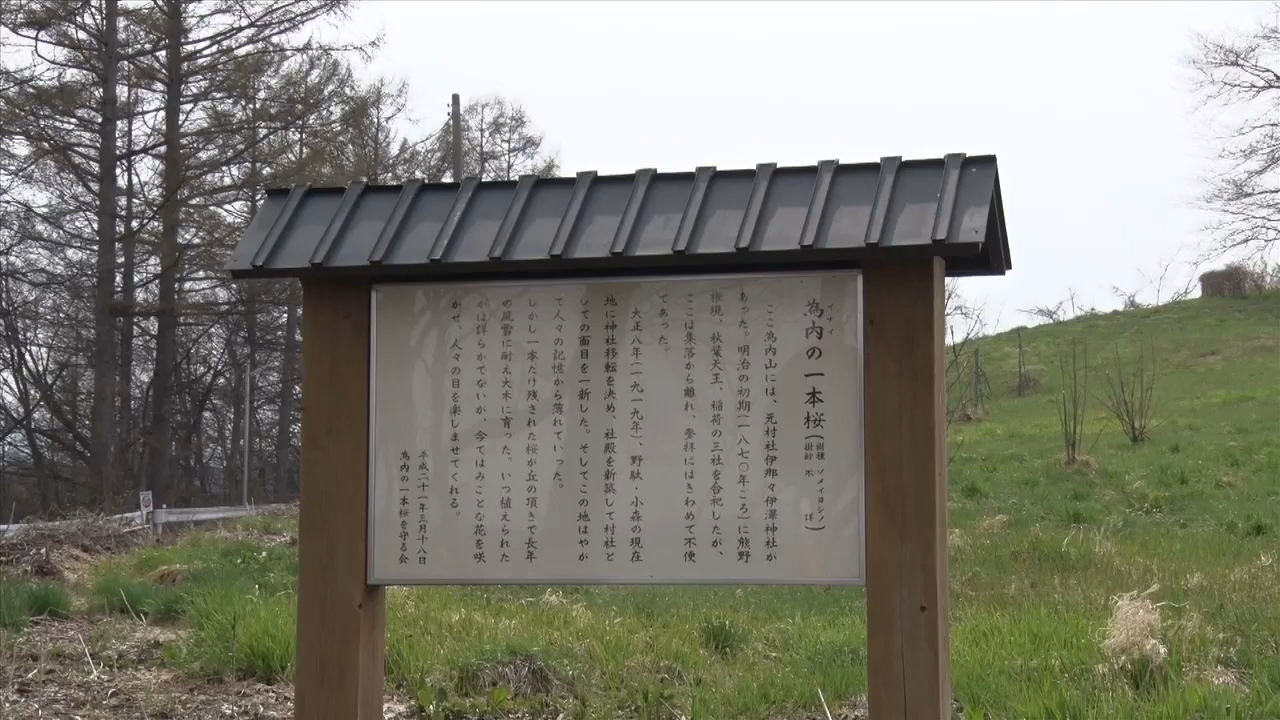 為内の一本桜(樹種 ソメイヨシノ 樹齢 不詳)
イナイ
ここ為内山には、元村社伊那々伊澤神社が
あった。明治の初期(一八七〇年ごろ)に熊野
権現、秋葉天王、稲荷の三社を合祀したが、
ここは集落から離れ、参拝にはきわめて不便
であった。
大正八年(一九一九年)、野駄・小森の現在
地に神社移転を決め、社殿を新築して村社と
しての面目を一新した。そしてこの地はやが
て人々の記憶から薄れていった。
しかし一本だけ残された桜が丘の頂きで長年
の風雪に耐え大木に育った。いつ植えられた
かは詳らかでないが、今ではみごとな花を咲
かせ、人々の目を楽しませてくれる。
平成二十一年三月十八日
為内の一本桜を守る会